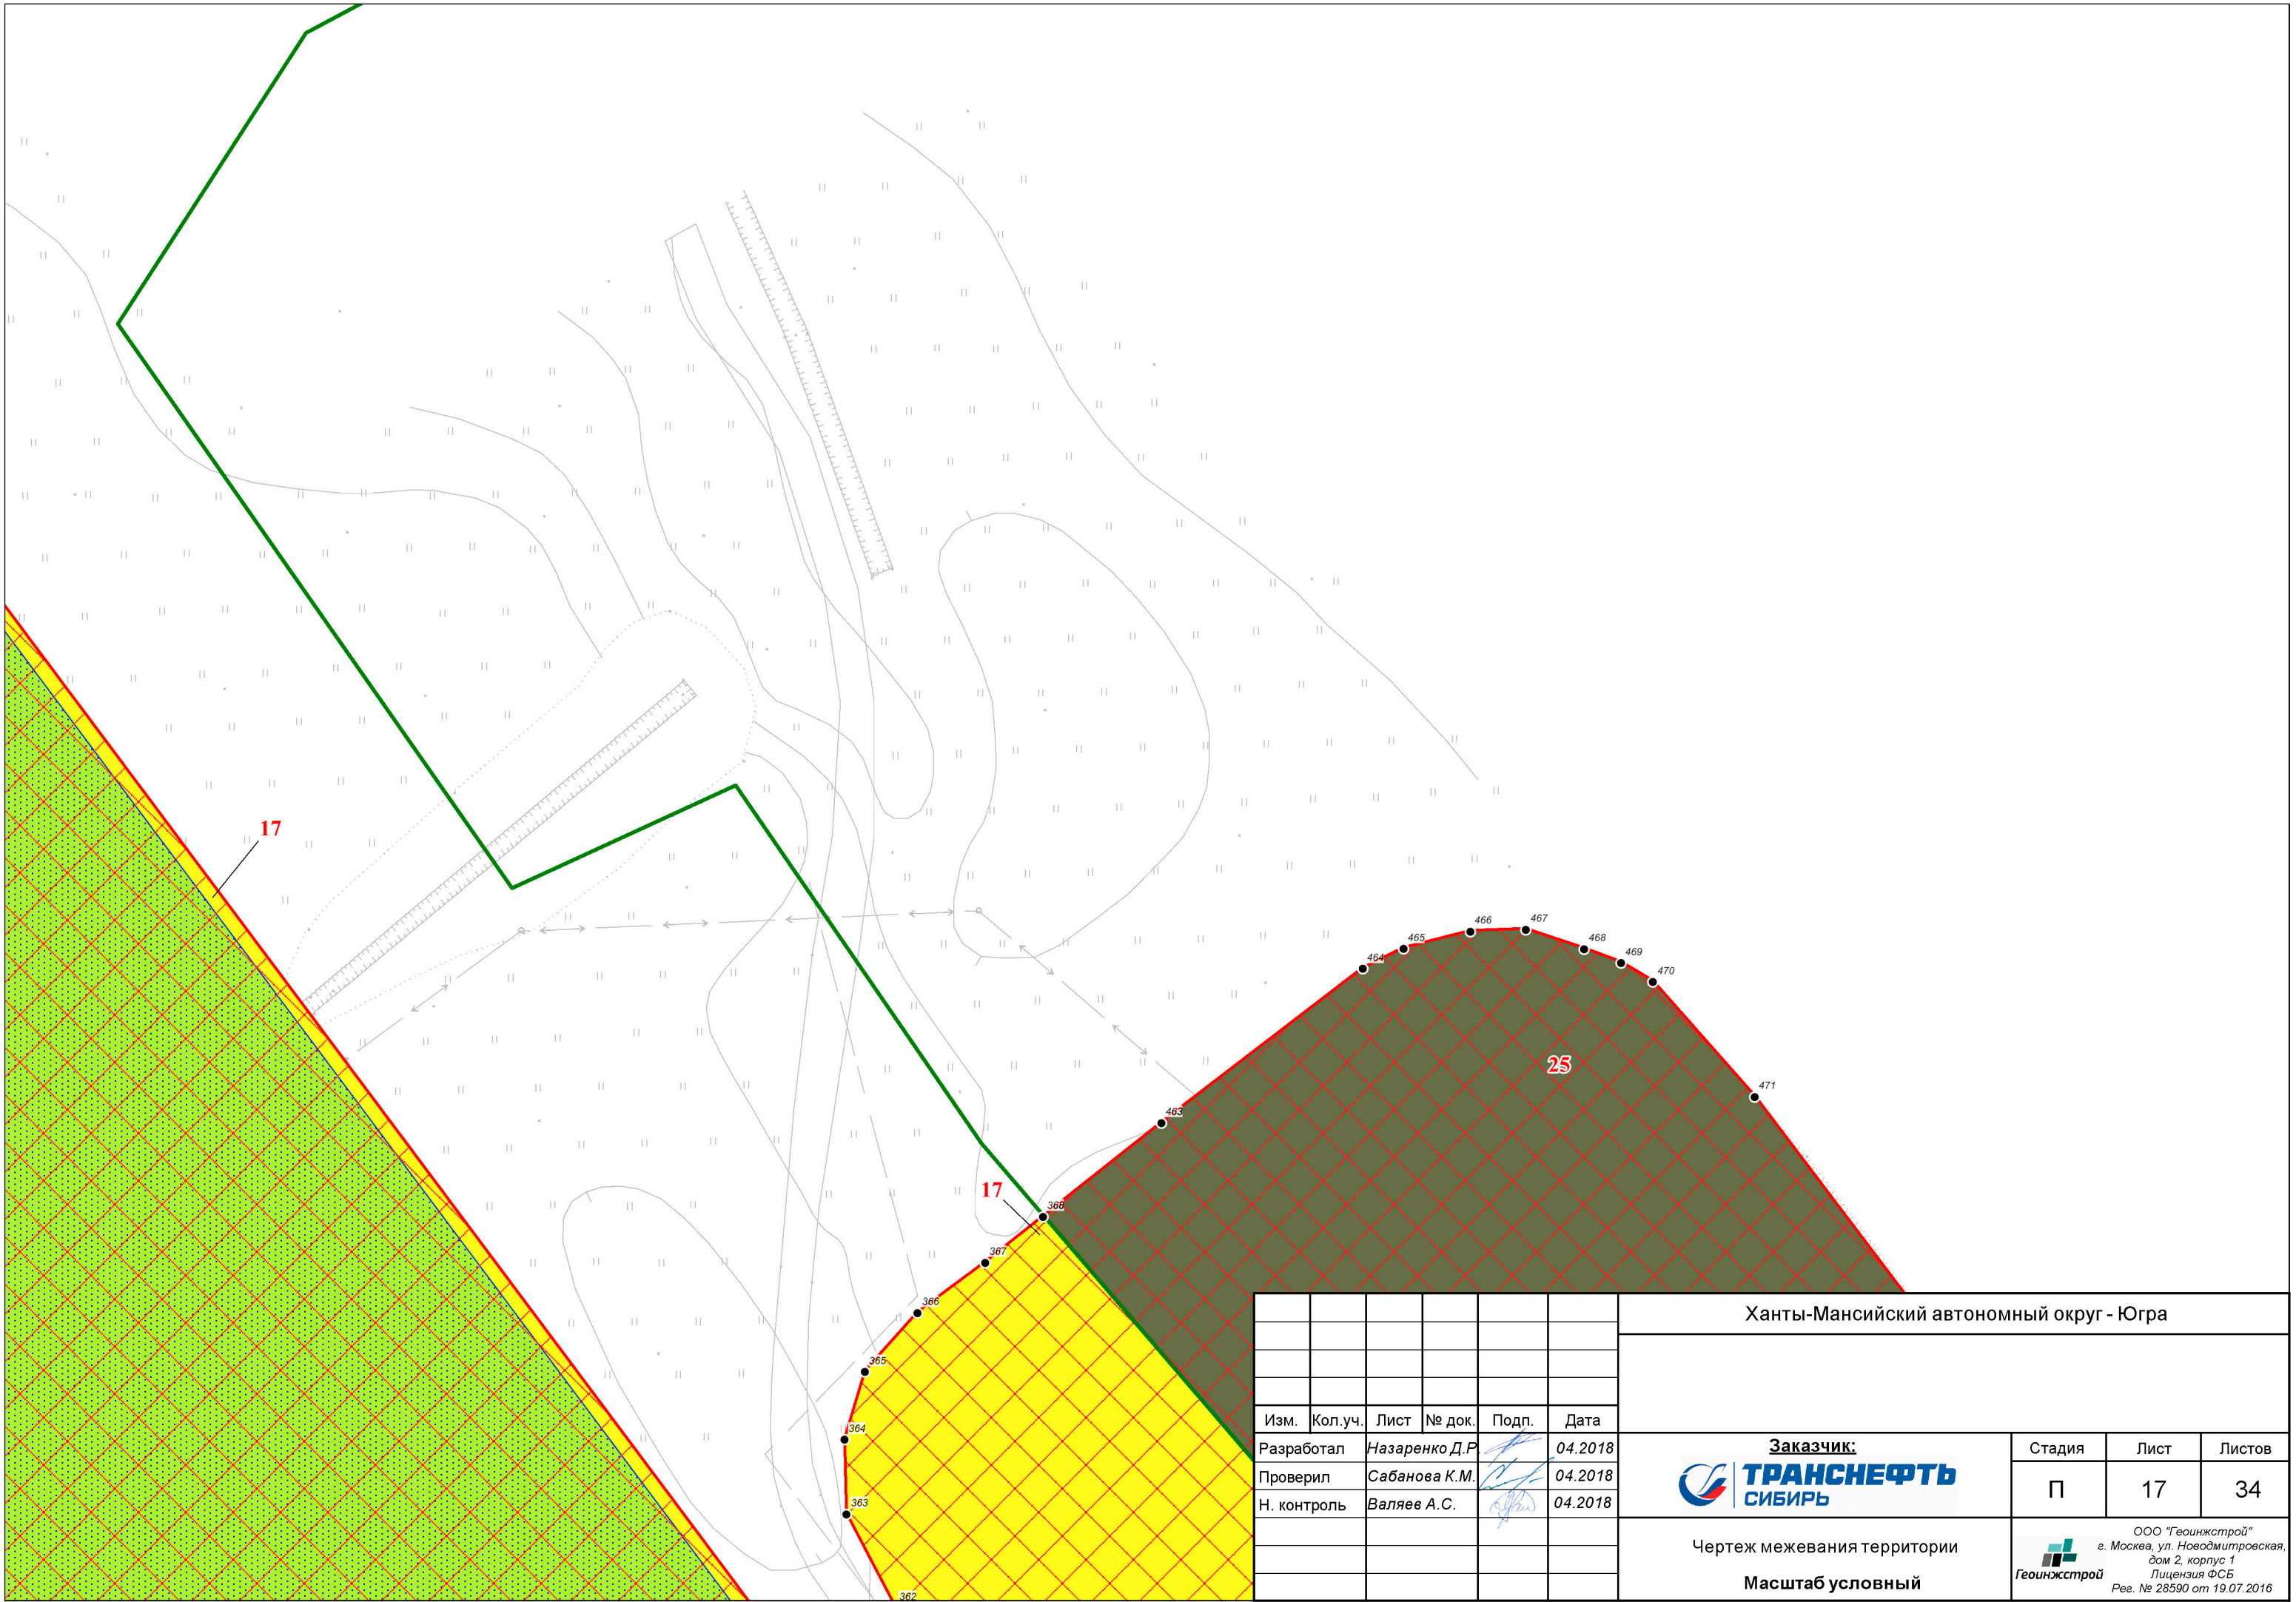 17
466
467
465
468
469
464
470
25
471
463
17
368
367
366
365
364
363
362
Ханты-Мансийский автономный округ - Югра
Изм. Кол.уч. Лист № док. Подп. Дата
Разработал Назаренко Д.Р. 04.2018
Проверил Сабанова К.М. 04.2018
Н. контроль Валяев А.С. 04.2018
Заказчик:
ТРАНСНЕФТЬ
СИБИРЬ
Стадия Лист Листов
П 17 34
Чертеж межевания территории
Масштаб условный
Геоинжстрой
ООО "Геоинжстрой"
г. Москва, ул. Новодмитровская,
дом 2, корпус 1
Лицензия ФСБ
Рег. № 28590 от 19.07.2016